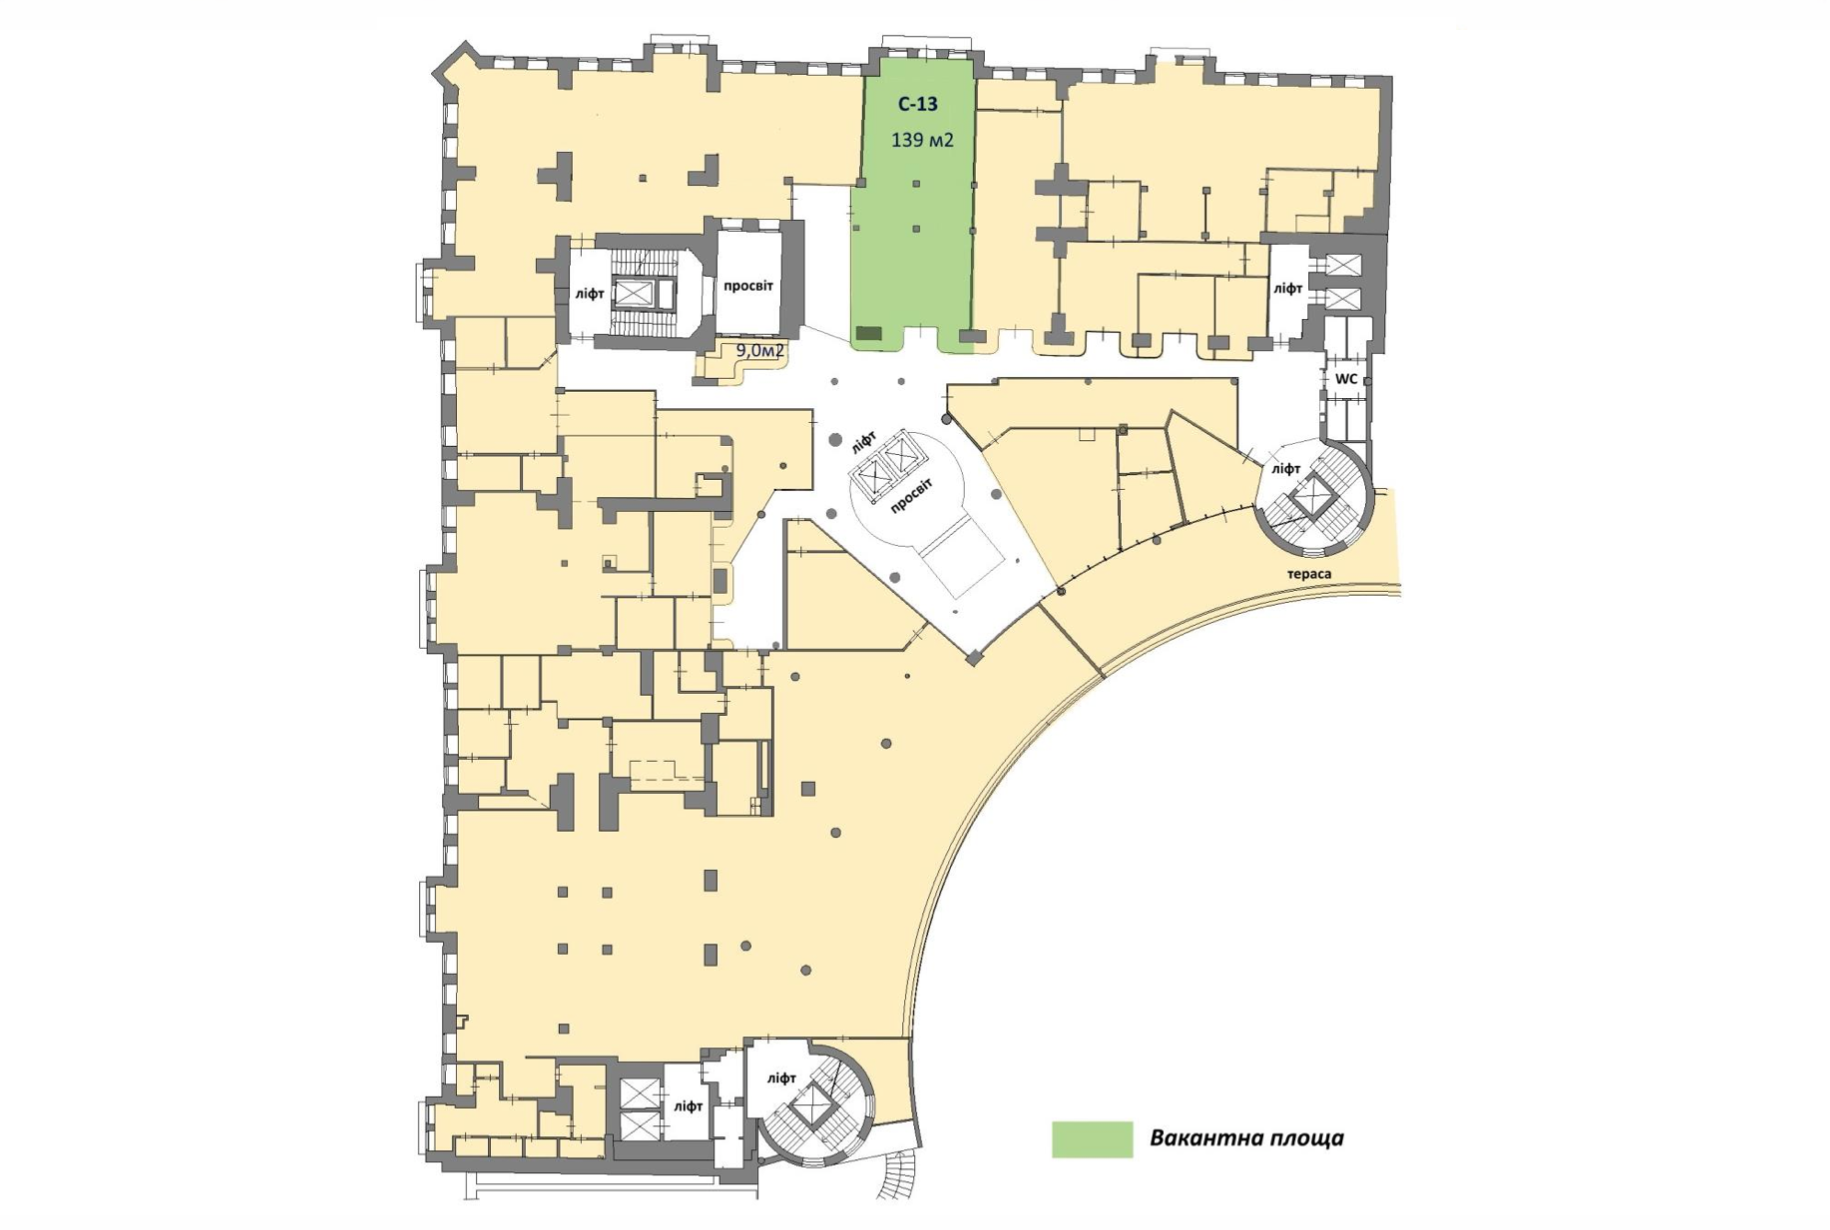 C-13
139 м2
просвіт
ліфт
ліфт
9,0м2
WC
ліфт
ліфт
просвіт
тераса
ліфт
ліфт
Вакантна площа